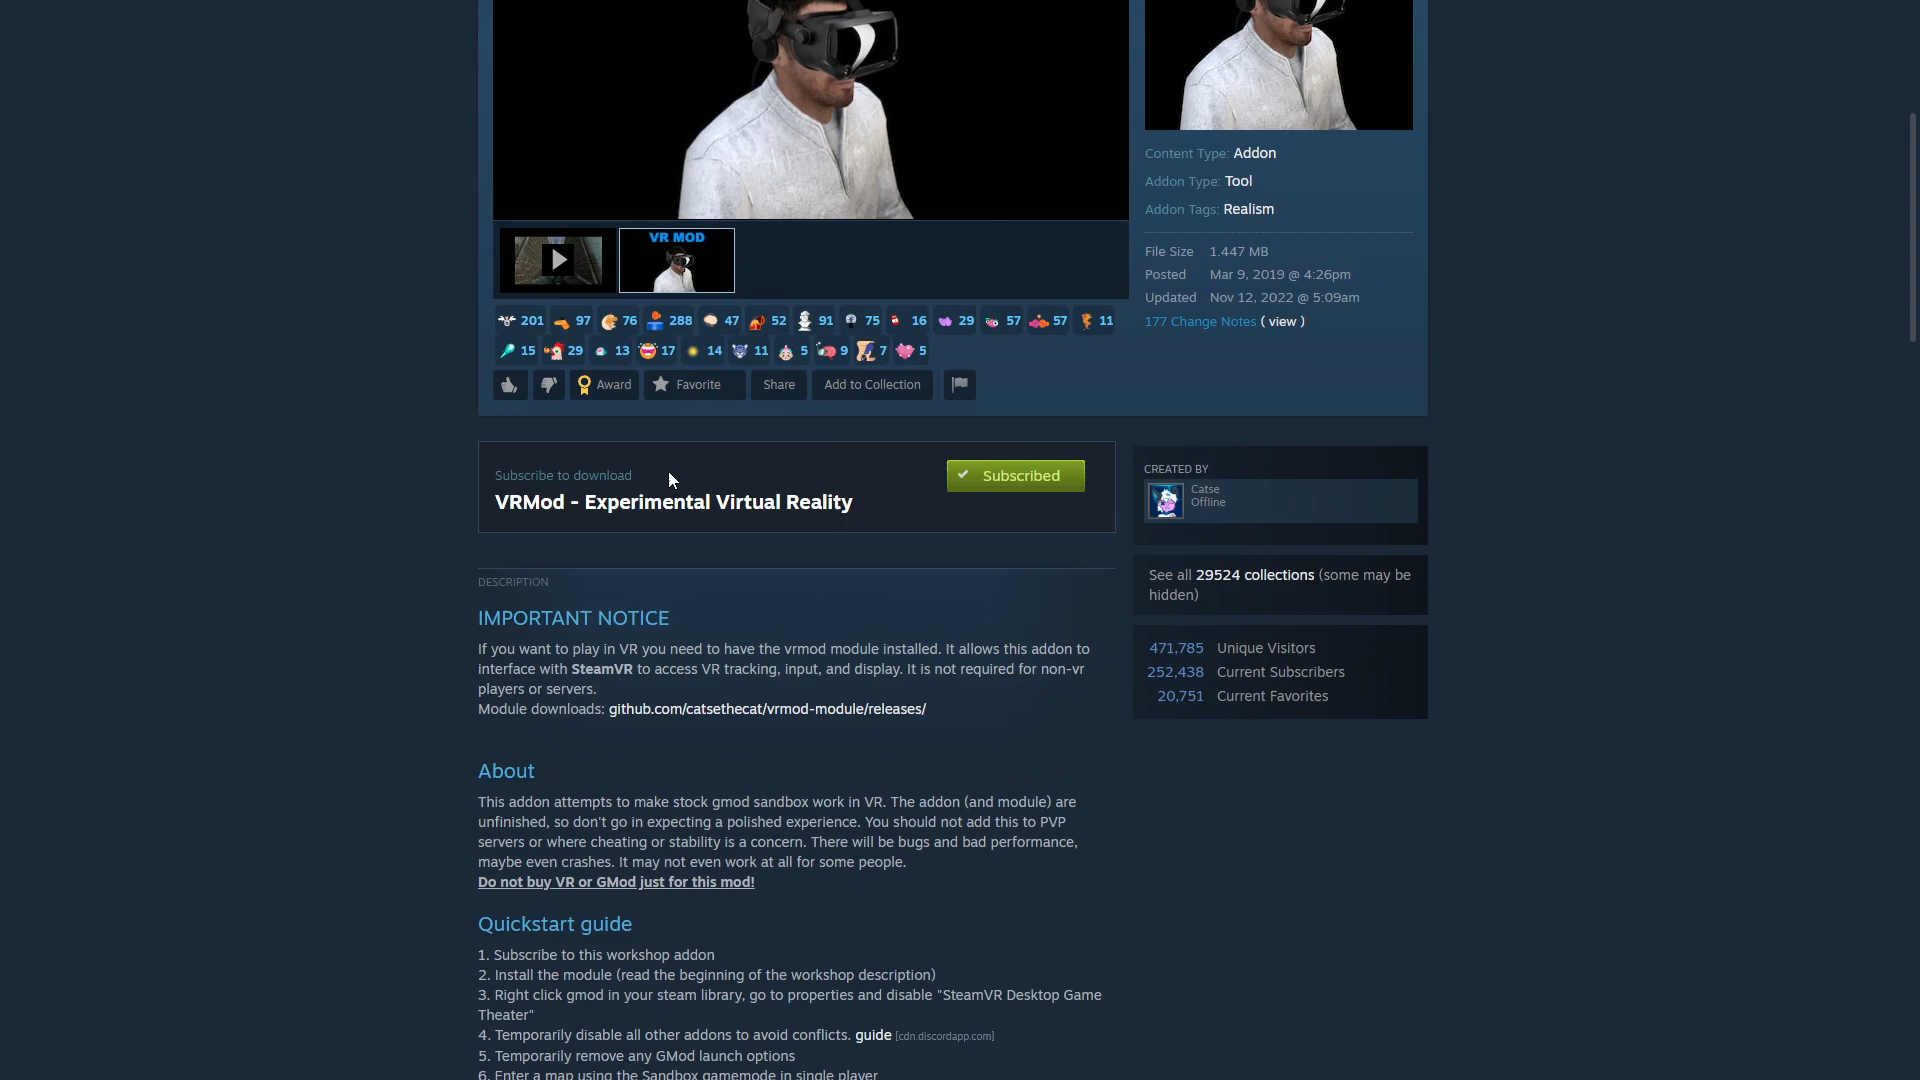 Content Type: Addon
Addon Type: Tool
Addon Tags: Realism
File Size 1.447 MB
Posted Mar 9, 2019 @ 4:26pm
Updated Nov 12, 2022 @ 5:09am
177 Change Notes ( view )
VR MOD
201 97 76 288 47 52 91 75 16 29 57 57 11
15 29 13 17 14 11 5 9 7 5
Award Favorite Share Add to Collection
Subscribe to download
VRMod - Experimental Virtual Reality
Subscribed
CREATED BY
Catse
Offline
See all 29524 collections (some may be
hidden)
471,785 Unique Visitors
252,438 Current Subscribers
20,751 Current Favorites
DESCRIPTION
IMPORTANT NOTICE
If you want to play in VR you need to have the vrmod module installed. It allows this addon to
interface with SteamVR to access VR tracking, input, and display. It is not required for non-vr
players or servers.
Module downloads: github.com/catsethecat/vrmod-module/releases/
About
This addon attempts to make stock gmod sandbox work in VR. The addon (and module) are
unfinished, so don't go in expecting a polished experience. You should not add this to PVP
servers or where cheating or stability is a concern. There will be bugs and bad performance,
maybe even crashes. It may not even work at all for some people.
Do not buy VR or GMod just for this mod!
Quickstart guide
1. Subscribe to this workshop addon
2. Install the module (read the beginning of the workshop description)
3. Right click gmod in your steam library, go to properties and disable "SteamVR Desktop Game
Theater"
4. Temporarily disable all other addons to avoid conflicts. guide [cdn.discordapp.com]
5. Temporarily remove any GMod launch options
6. Enter a map using the Sandbox gamemode in single player